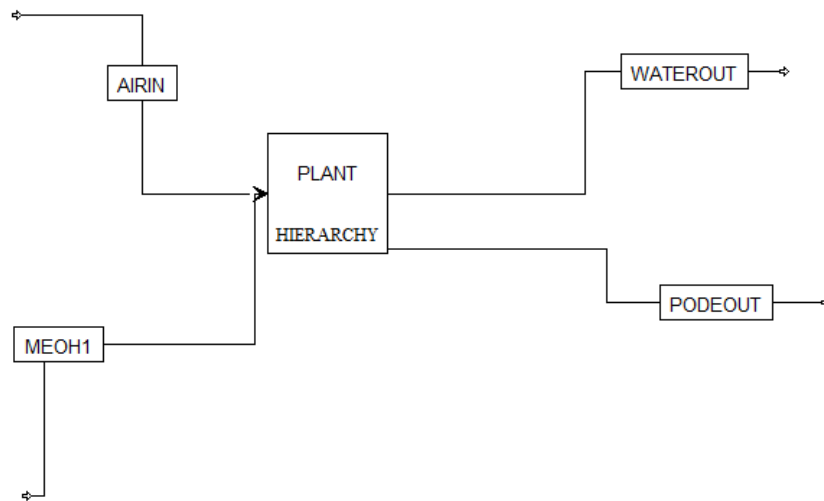 AIRIN
WATEROUT
PLANT
HIERARCHY
PODEOUT
MEOH1